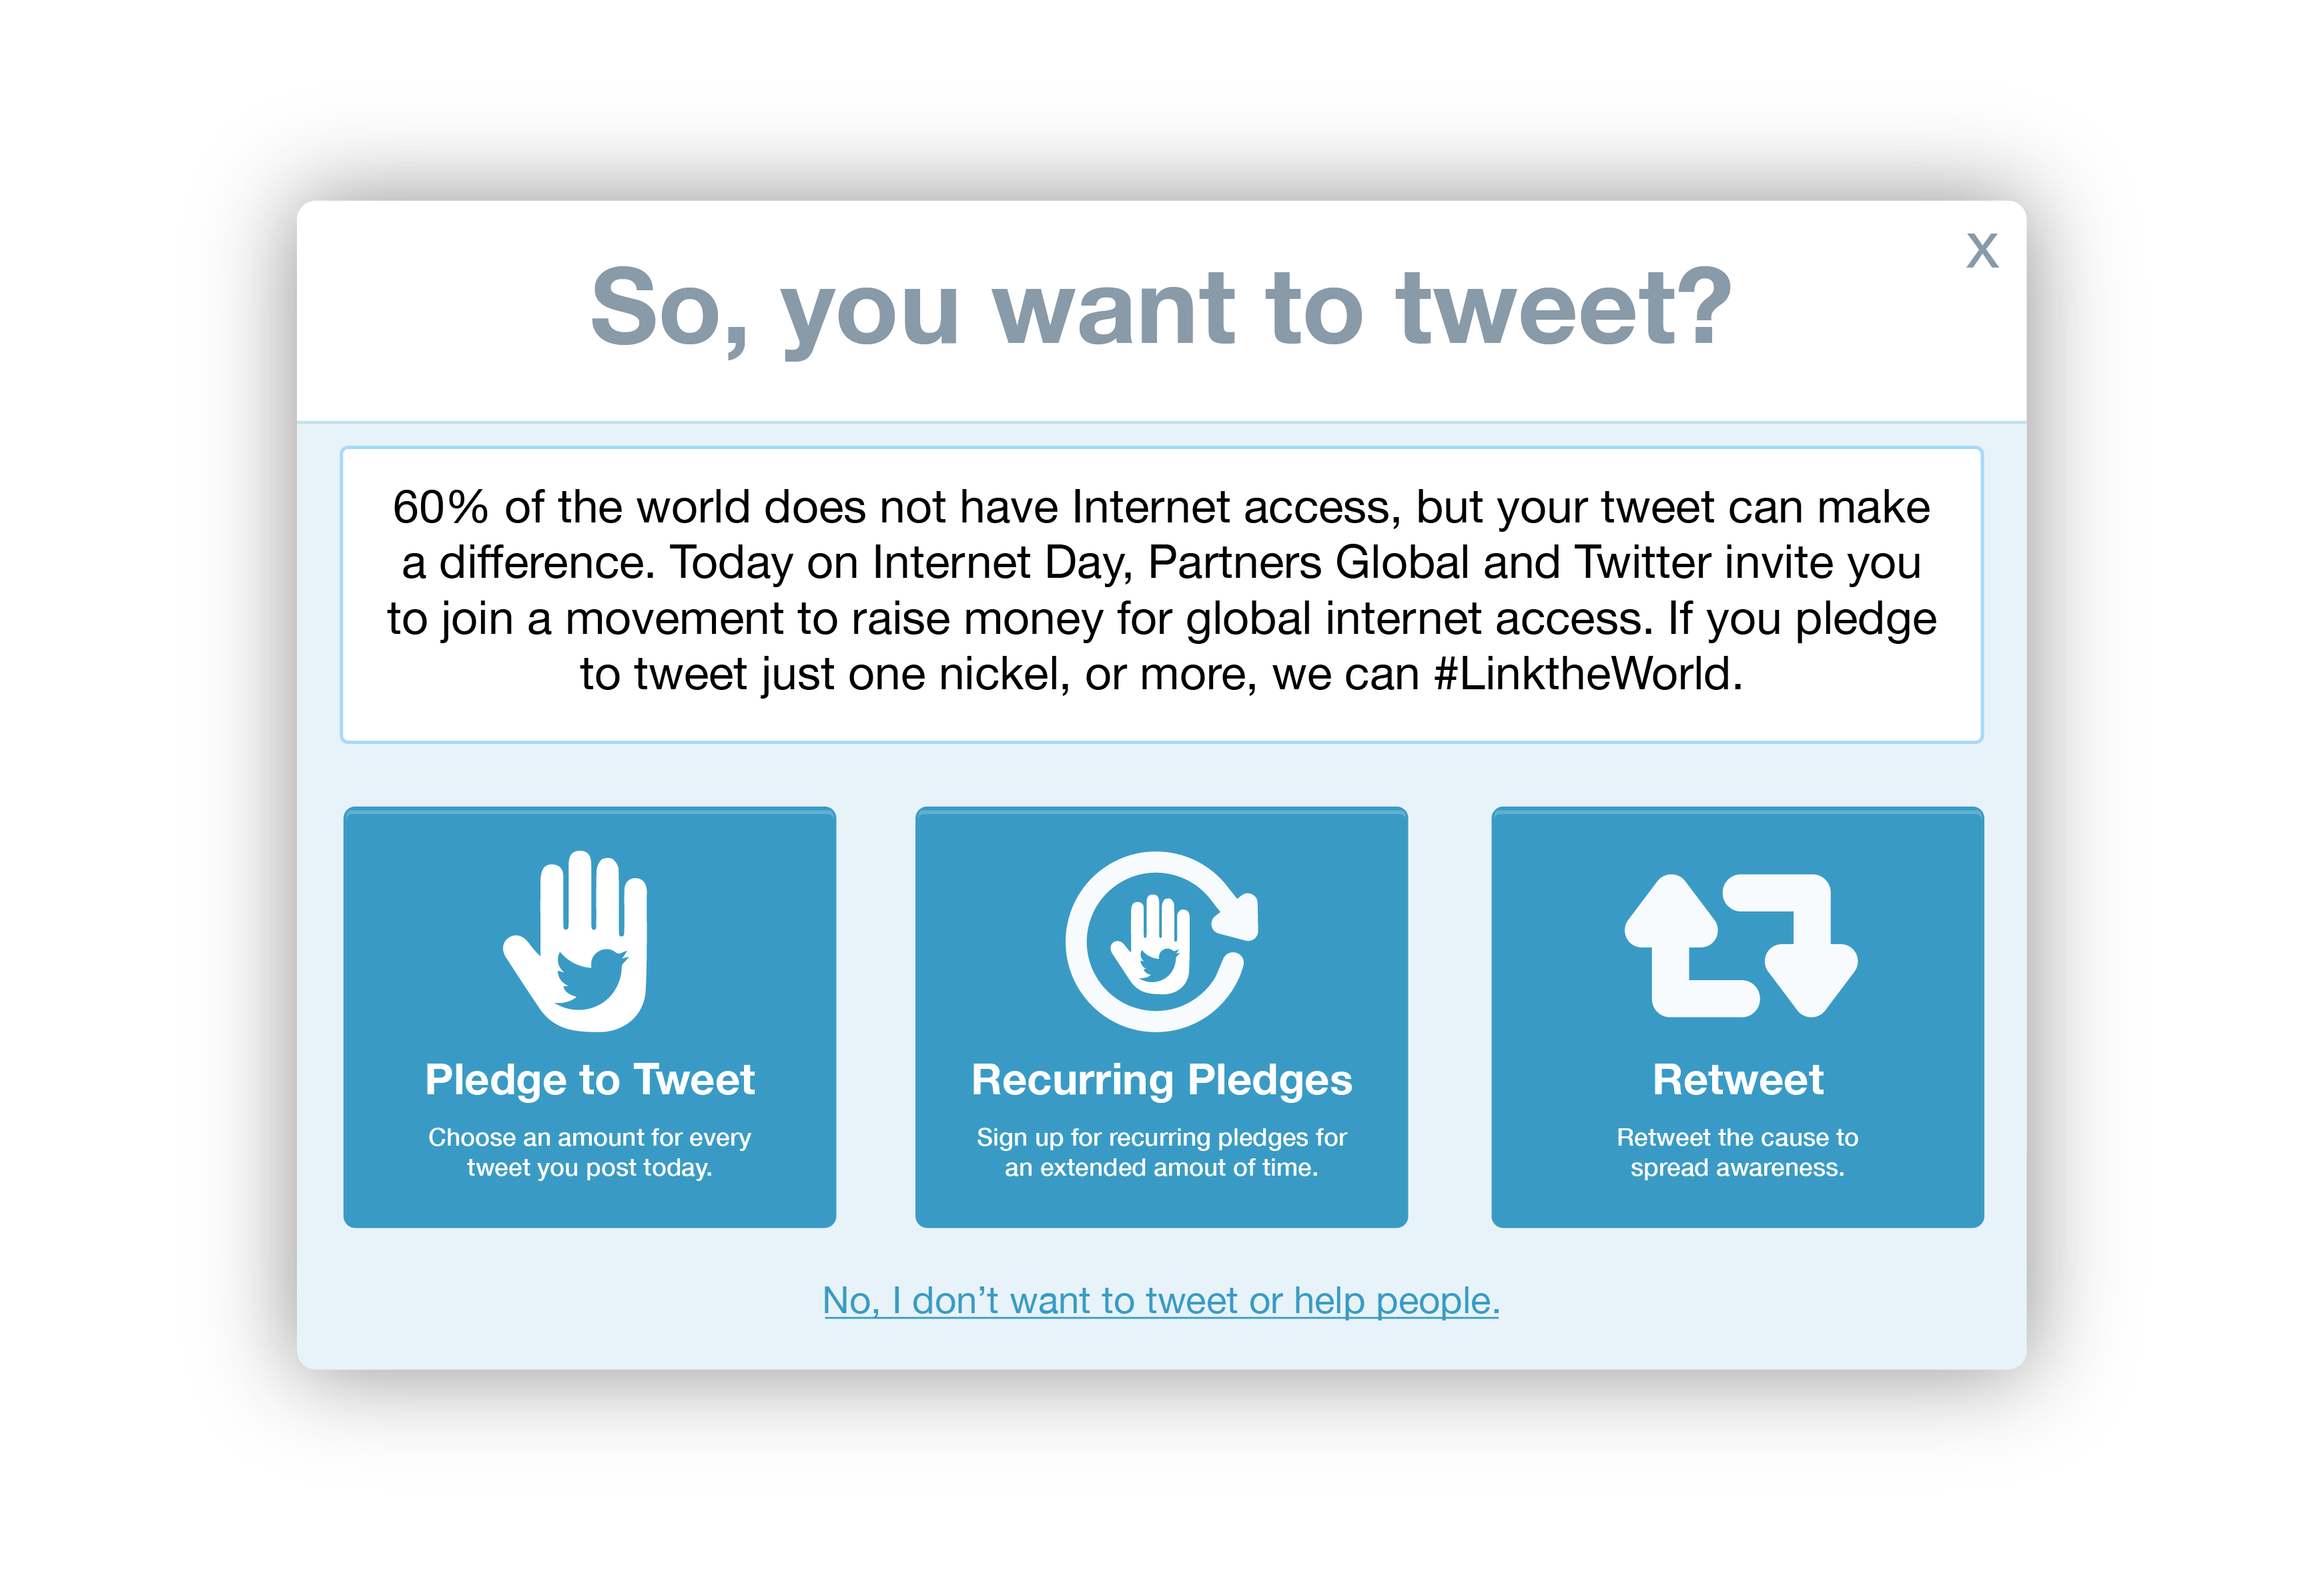 So, you want to tweet?
X
60% of the world does not have Internet access, but your tweet can make
a difference. Today on Internet Day, Partners Global and Twitter invite you
to join a movement to raise money for global internet access. If you pledge
to tweet just one nickel, or more, we can #LinktheWorld.
Pledge to Tweet
Choose an amount for every
tweet you post today.
Recurring Pledges
Sign up for recurring pledges for
an extended amout of time.
Retweet
Retweet the cause to
spread awareness.
No, I don’t want to tweet or help people.